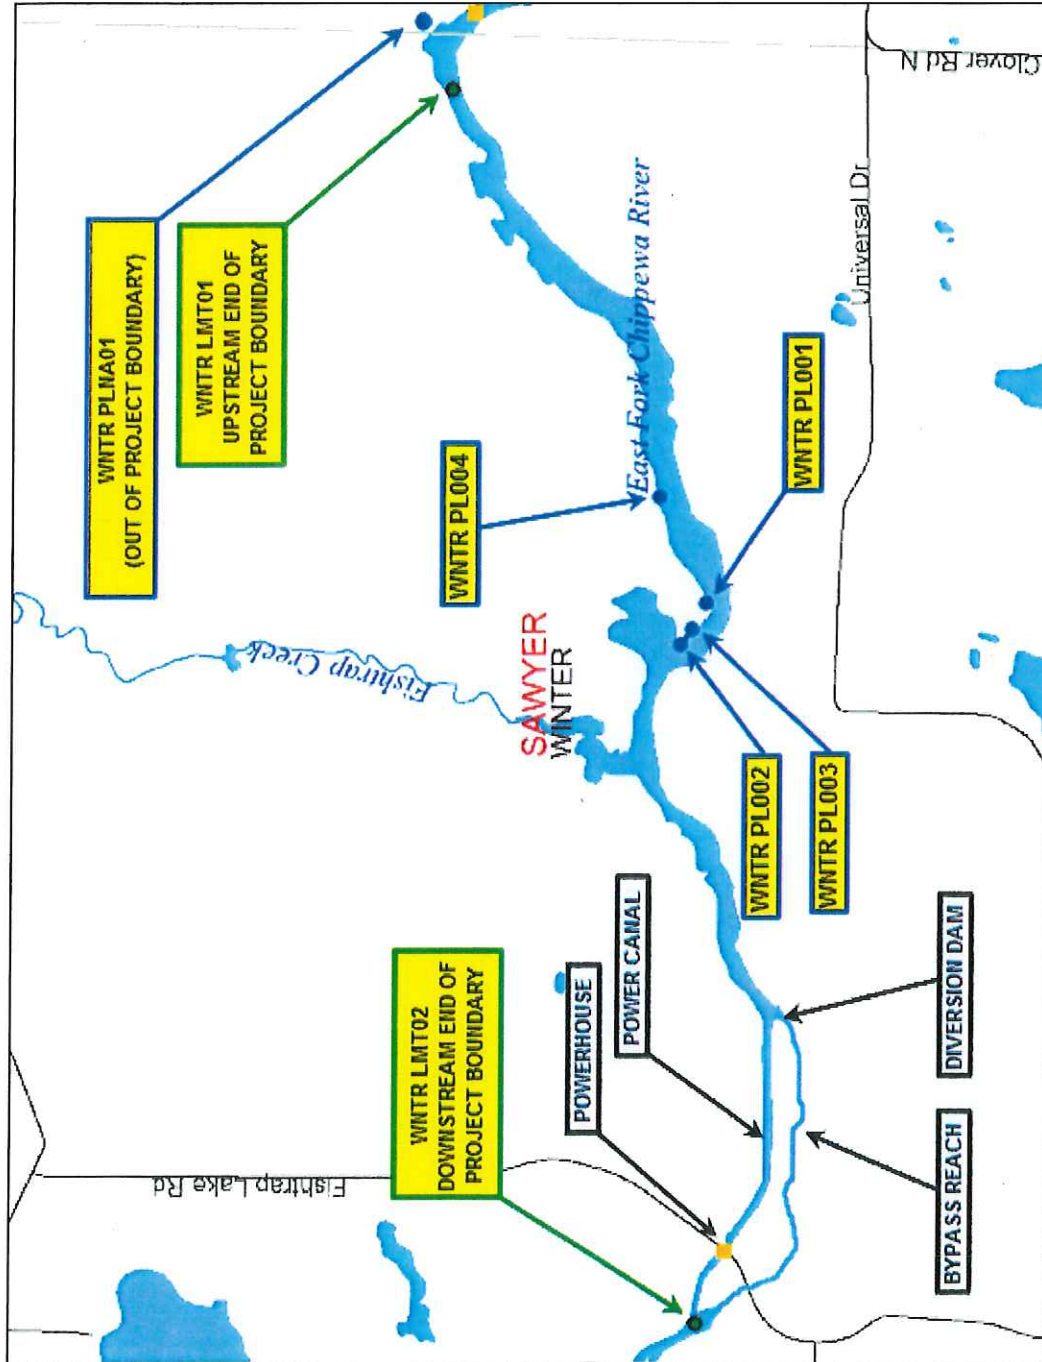 WNTR PLNA01
(OUT OF PROJECT BOUNDARY)
WNTR LMT01
UPSTREAM END OF
PROJECT BOUNDARY
Clover Rd N
Universal Dr
East Fork Chippewa River
WNTR PL004
WNTR PL001
Fishtrap Creek
SAWYER
WINTER
WNTR PL002
WNTR PL003
WNTR LMT02
DOWNSTREAM END OF
PROJECT BOUNDARY
POWERHOUSE
POWER CANAL
DIVERSION DAM
BYPASS REACH
Fishtrap Lake Rd